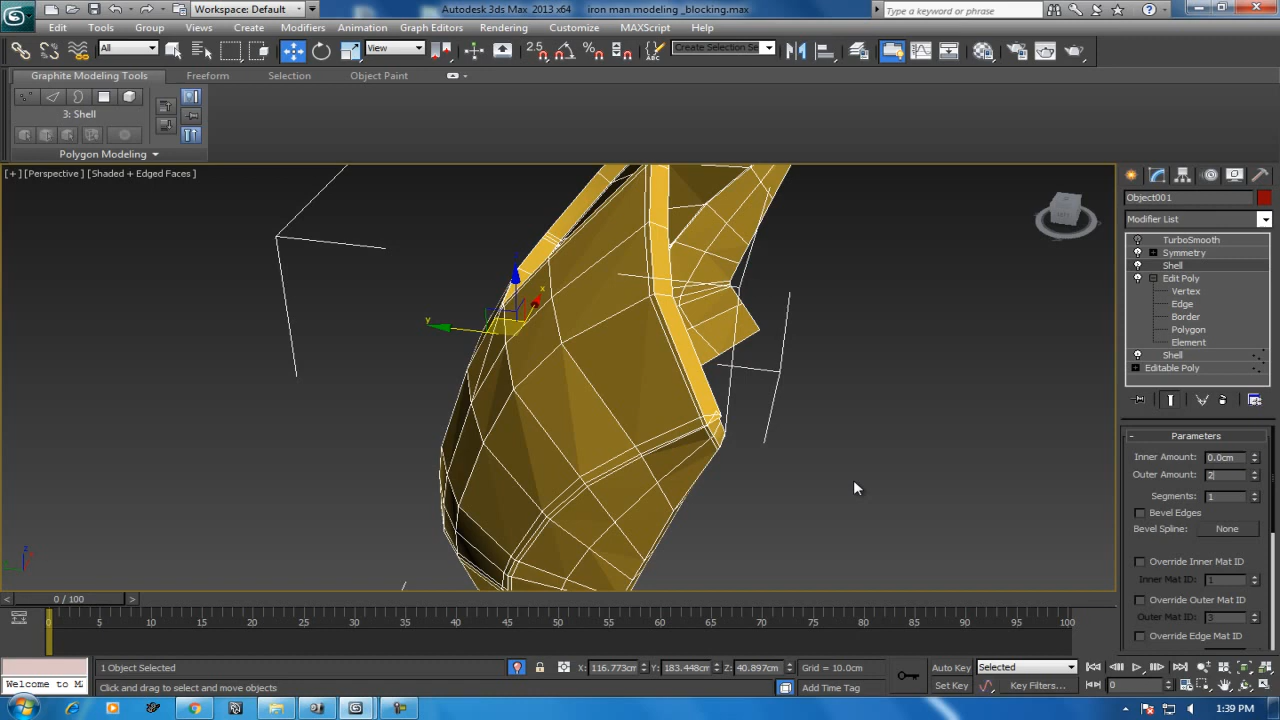 Workspace: Default
Autodesk 3ds Max  2013 x64    iron man modeling _blocking.max
Type a keyword or phrase
Edit Tools Group Views Create Modifiers Animation Graph Editors Rendering Customize MAXScript Help
All View 2.5 Create Selection Se
Graphite Modeling Tools Freeform Selection Object Paint
3: Shell
Polygon Modeling
[+] [Perspective] [Shaded + Edged Faces]
Object001
Modifier List
TurboSmooth
Symmetry
Shell
Edit Poly
Vertex
Edge
Border
Polygon
Element
Shell
Editable Poly
Parameters
Inner Amount: 0.0cm
Outer Amount: 2
Segments: 1
Bevel Edges
Bevel Spline: None
Override Inner Mat ID
Inner Mat ID: 1
Override Outer Mat ID
Outer Mat ID: 3
Override Edge Mat ID
x
y
z
0 / 100
0 5 10 15 20 25 30 35 40 45 50 55 60 65 70 75 80 85 90 95 100
1 Object Selected X: 116.773cm Y: 183.448cm Z: 40.897cm Grid = 10.0cm Auto Key Selected
Welcome to M Click and drag to select and move objects Add Time Tag Set Key Key Filters... 0
1:39 PM